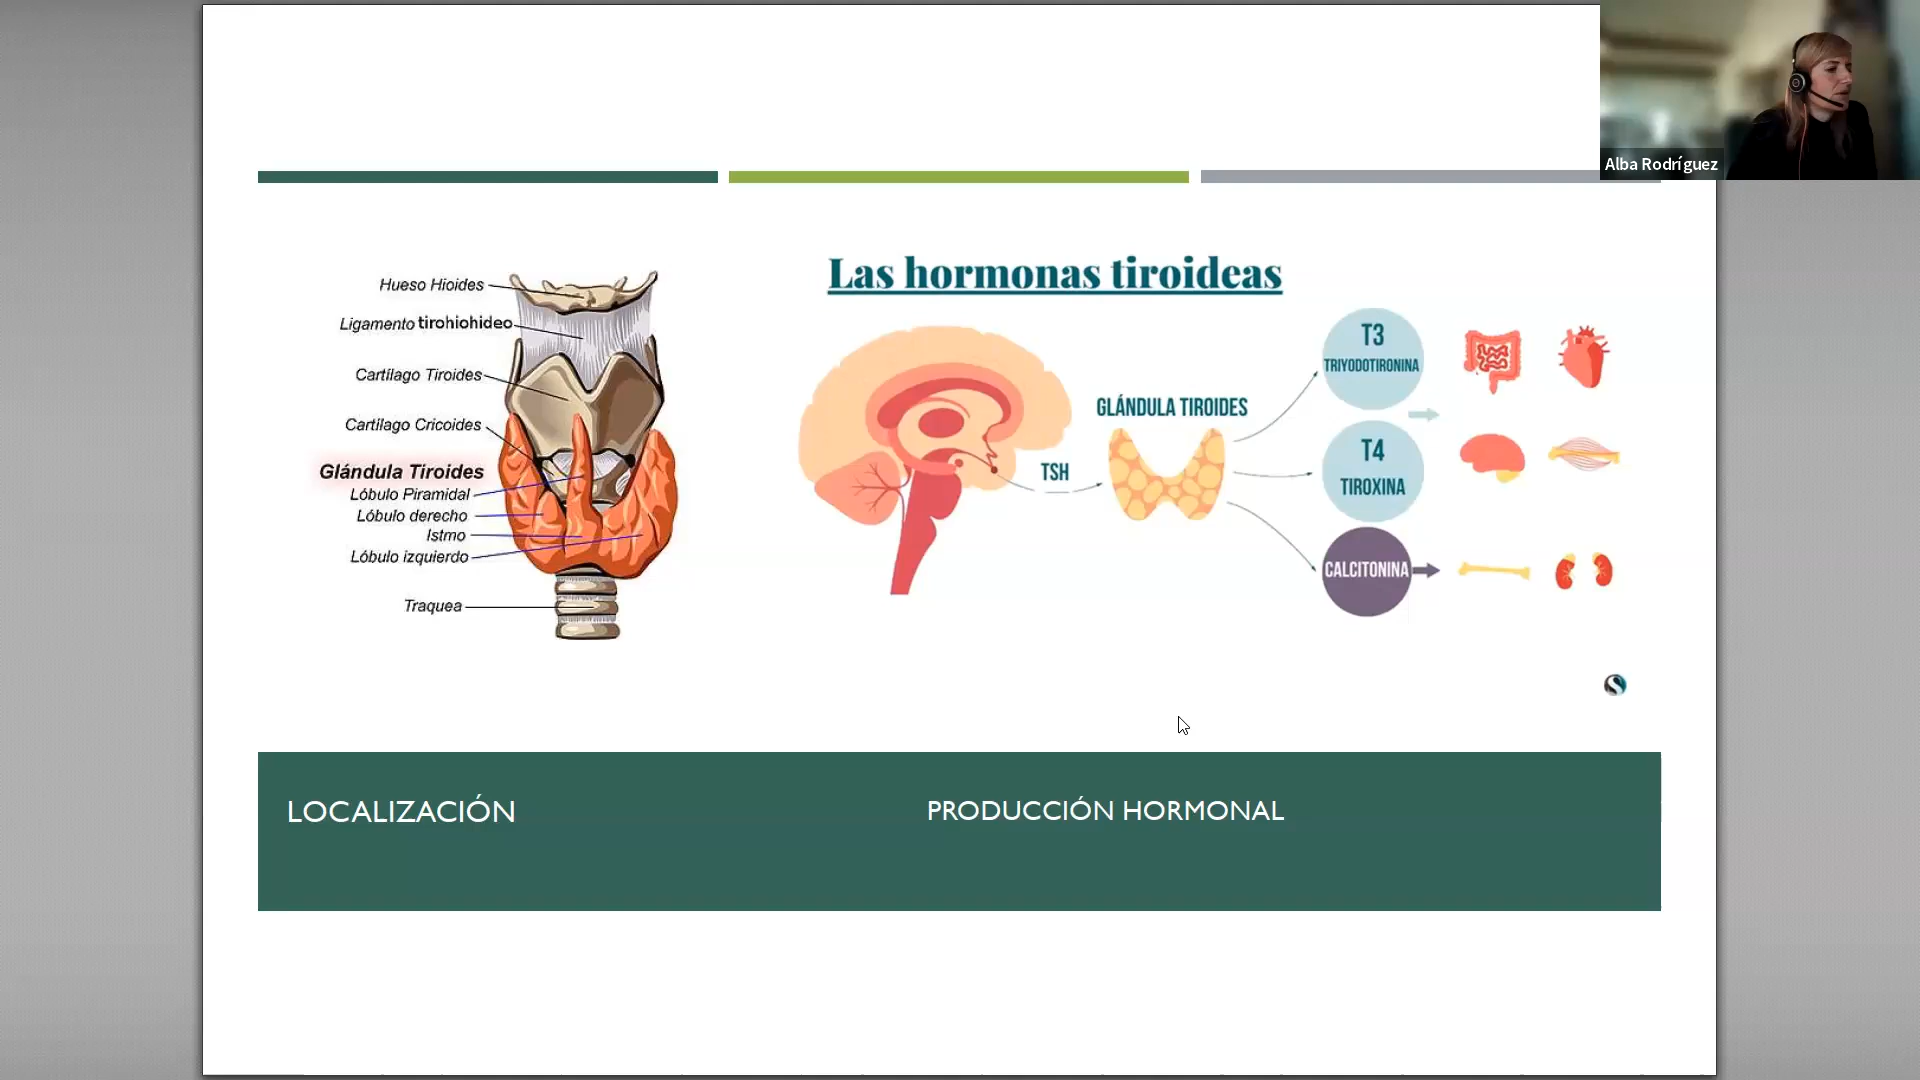 Alba Rodríguez
Hueso Hioides
Ligamento tirohiohideo
Cartílago Tiroides
Cartílago Cricoides
Glándula Tiroides
Lóbulo Piramidal
Lóbulo derecho
Istmo
Lóbulo izquierdo
Traquea
Las hormonas tiroideas
TSH
GLÁNDULA TIROIDES
T3
TRIYODOTIRONINA
T4
TIROXINA
CALCITONINA
LOCALIZACIÓN
PRODUCCIÓN HORMONAL